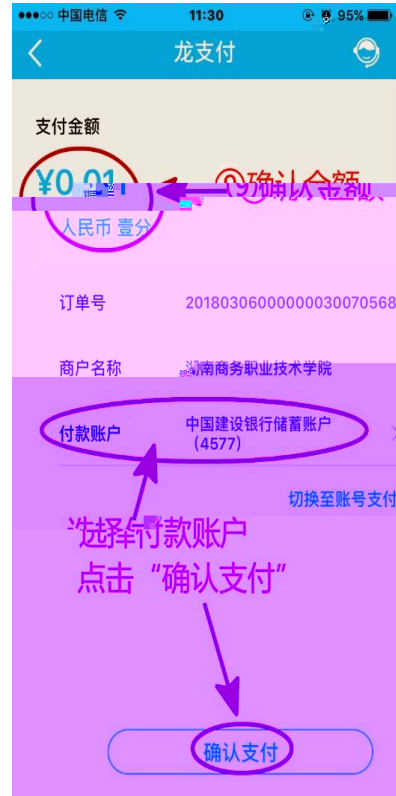 中国电信 11:30 95%
龙支付
支付金额
¥0.01
确认金额
人民币 壹分
订单号 20180306000000030070568
商户名称 湖南商务职业技术学院
付款账户 中国建设银行储蓄账户
(4577)
切换至账号支付
选择付款账户
点击“确认支付”
确认支付